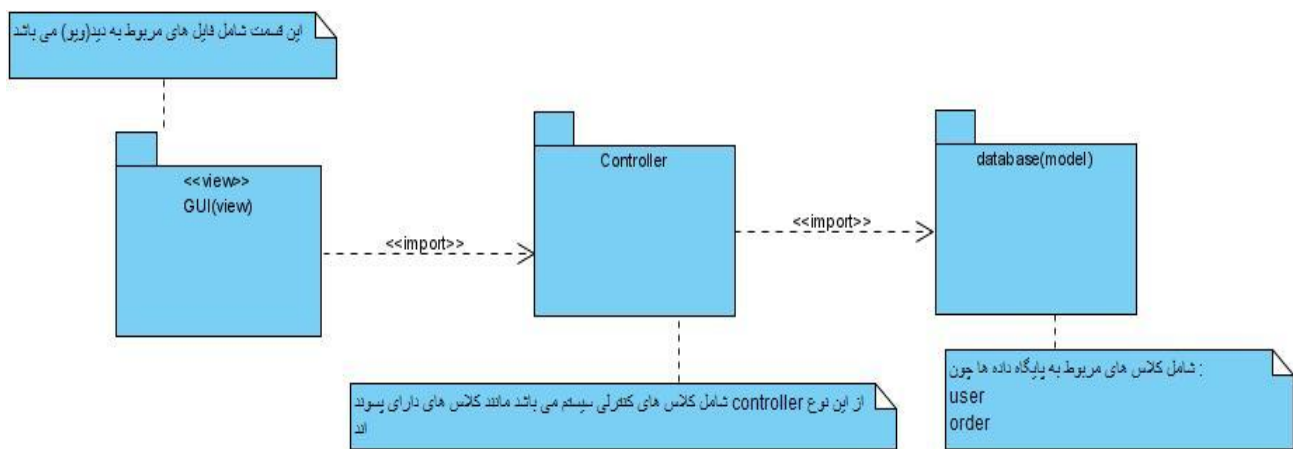 این قسمت شامل فایل های مربوط به دید(ویو) می باشد
<<view>>
GUI(view)
<<import>>
Controller
<<import>>
database(model)
شامل کلاس های کنترلی سیستم می باشد مانند کلاس های دارای پسوند controller از این نوع
اند
شامل کلاس های مربوط به پایگاه داده ها چون :
user
order